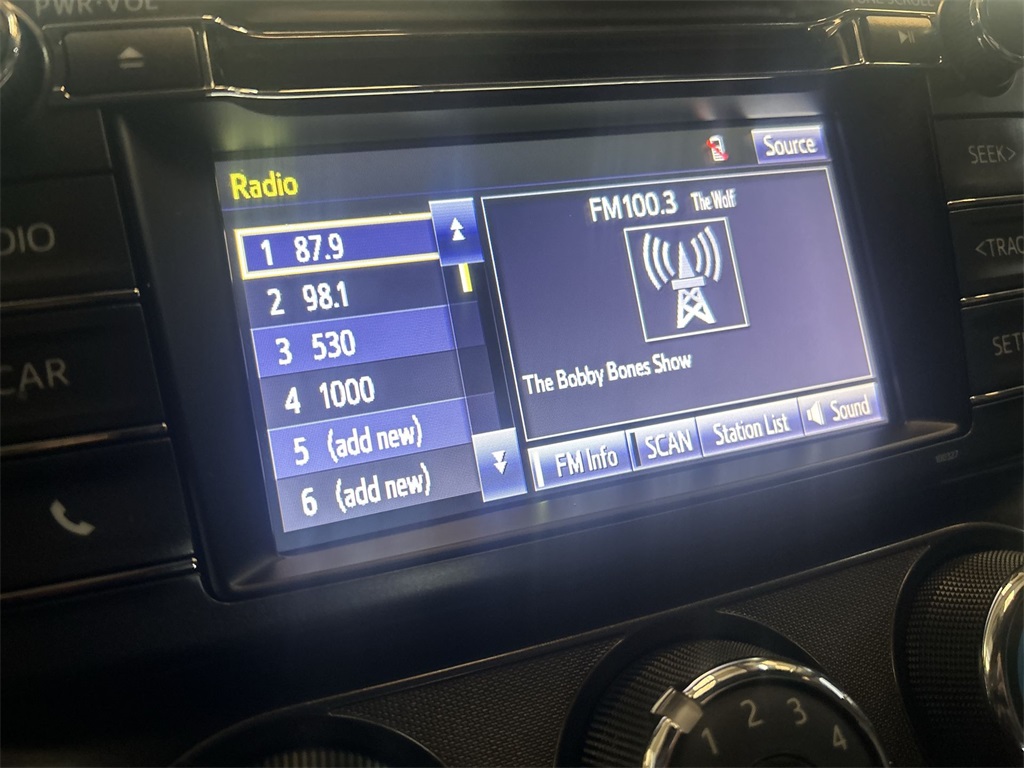 PWR·VOL
SCROLL
SEEK>
Source
Radio
FM100.3 The Wolf
1 87.9
2 98.1
3 530
4 1000
5 (add new)
6 (add new)
The Bobby Bones Show
FM Info
SCAN
Station List
Sound
DIO
CAR
<TRAC
SET
1 2 3 4